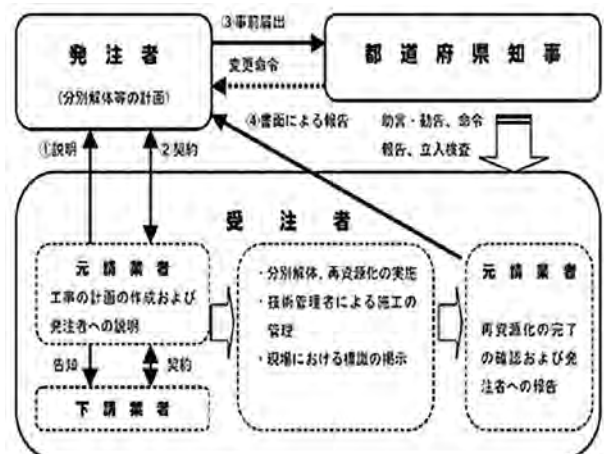 ③事前届出
発注者
(分別解体等の計画)
変更命令
都道府県知事
④書面による報告
助言・勧告、命令
報告、立入検査
①説明
2契約
受注者
元請業者
工事の計画の作成および
発注者への説明
告知
契約
下請業者
・分別解体、再資源化の実施
・技術管理者による施工の
管理
・現場における標識の掲示
元請業者
再資源化の完了
の確認および発
注者への報告